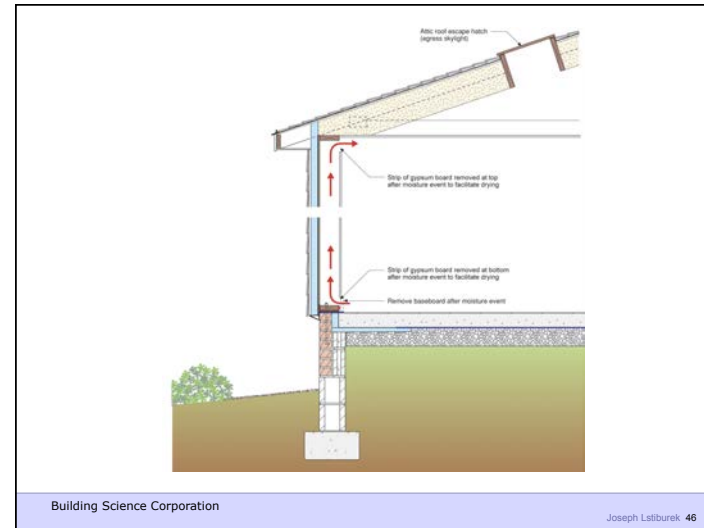 Attic roof escape hatch
(egress skylight)
Strip of gypsum board removed at top
after moisture event to facilitate drying
Strip of gypsum board removed at bottom
after moisture event to facilitate drying
Remove baseboard after moisture event
Building Science Corporation
Joseph Lstiburek 46